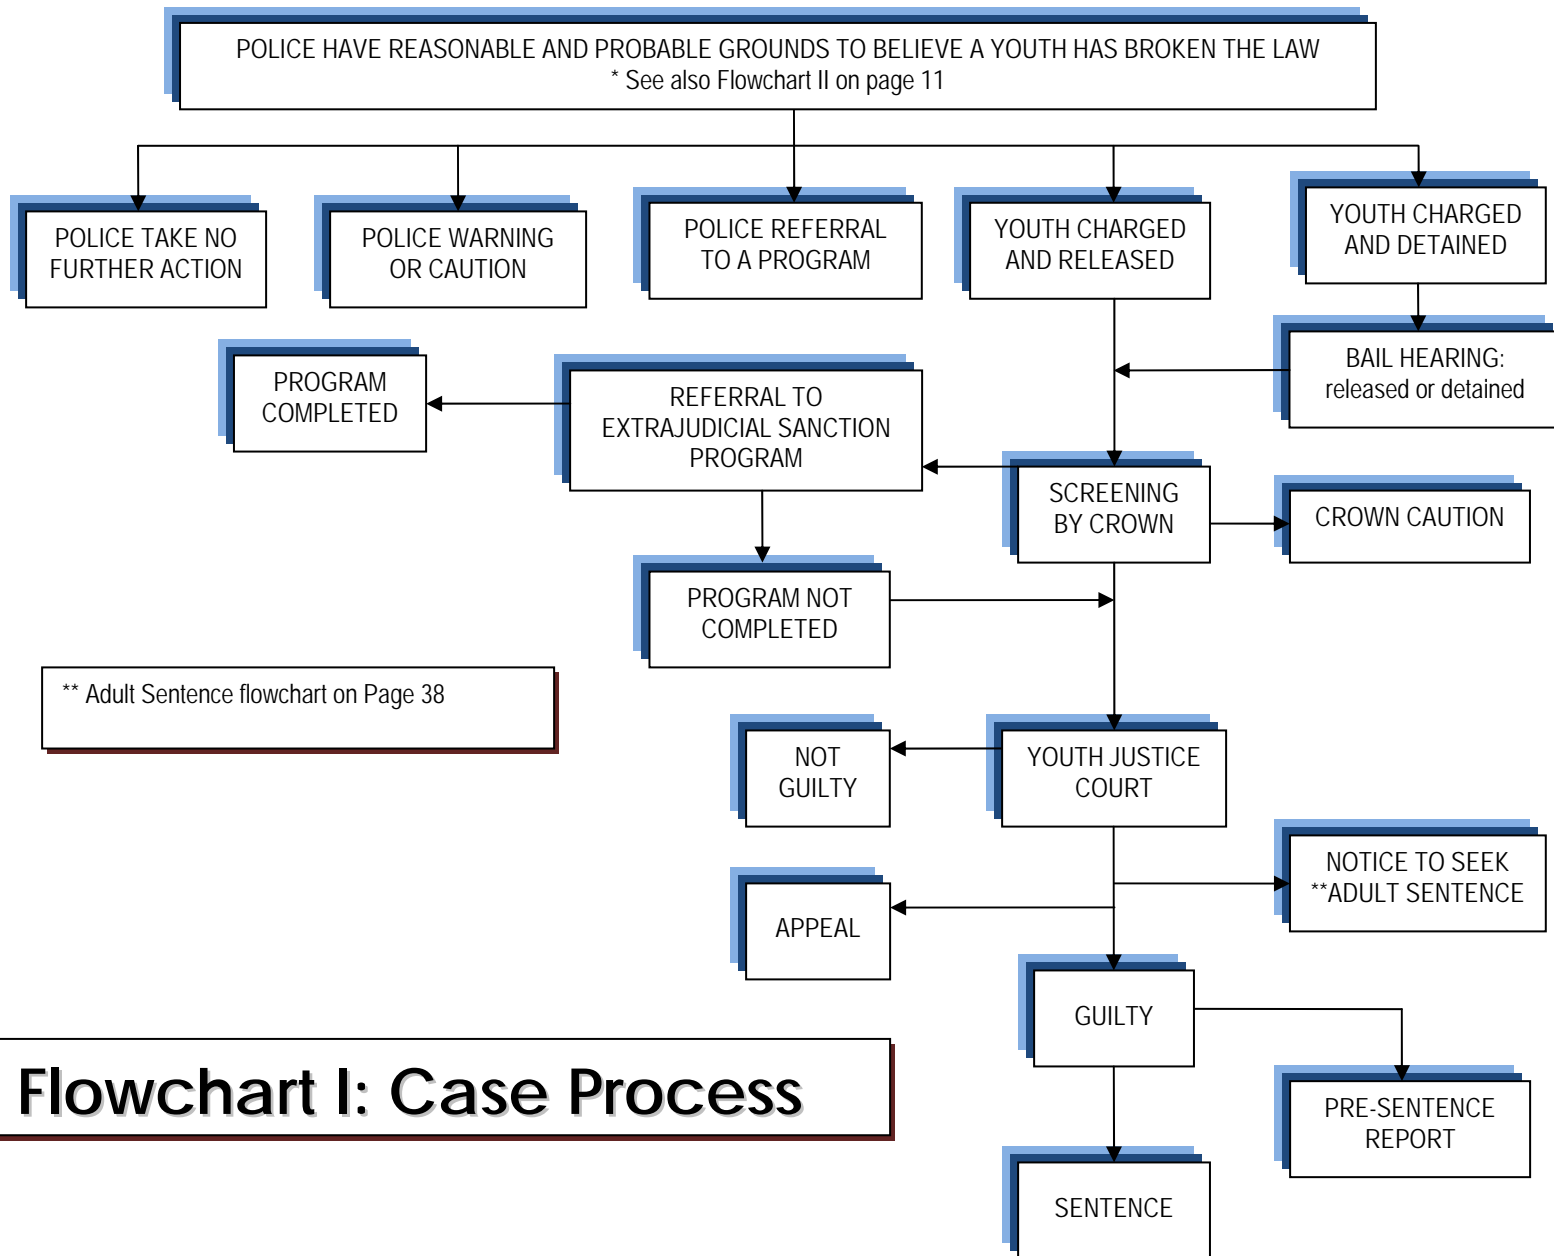 POLICE HAVE REASONABLE AND PROBABLE GROUNDS TO BELIEVE A YOUTH HAS BROKEN THE LAW
* See also Flowchart II on page 11
POLICE TAKE NO
FURTHER ACTION
POLICE WARNING
OR CAUTION
POLICE REFERRAL
TO A PROGRAM
YOUTH CHARGED
AND RELEASED
YOUTH CHARGED
AND DETAINED
BAIL HEARING:
released or detained
PROGRAM
COMPLETED
REFERRAL TO
EXTRAJUDICIAL SANCTION
PROGRAM
SCREENING
BY CROWN
CROWN CAUTION
PROGRAM NOT
COMPLETED
** Adult Sentence flowchart on Page 38
NOT
GUILTY
YOUTH JUSTICE
COURT
NOTICE TO SEEK
**ADULT SENTENCE
APPEAL
GUILTY
Flowchart I: Case Process
PRE-SENTENCE
REPORT
SENTENCE